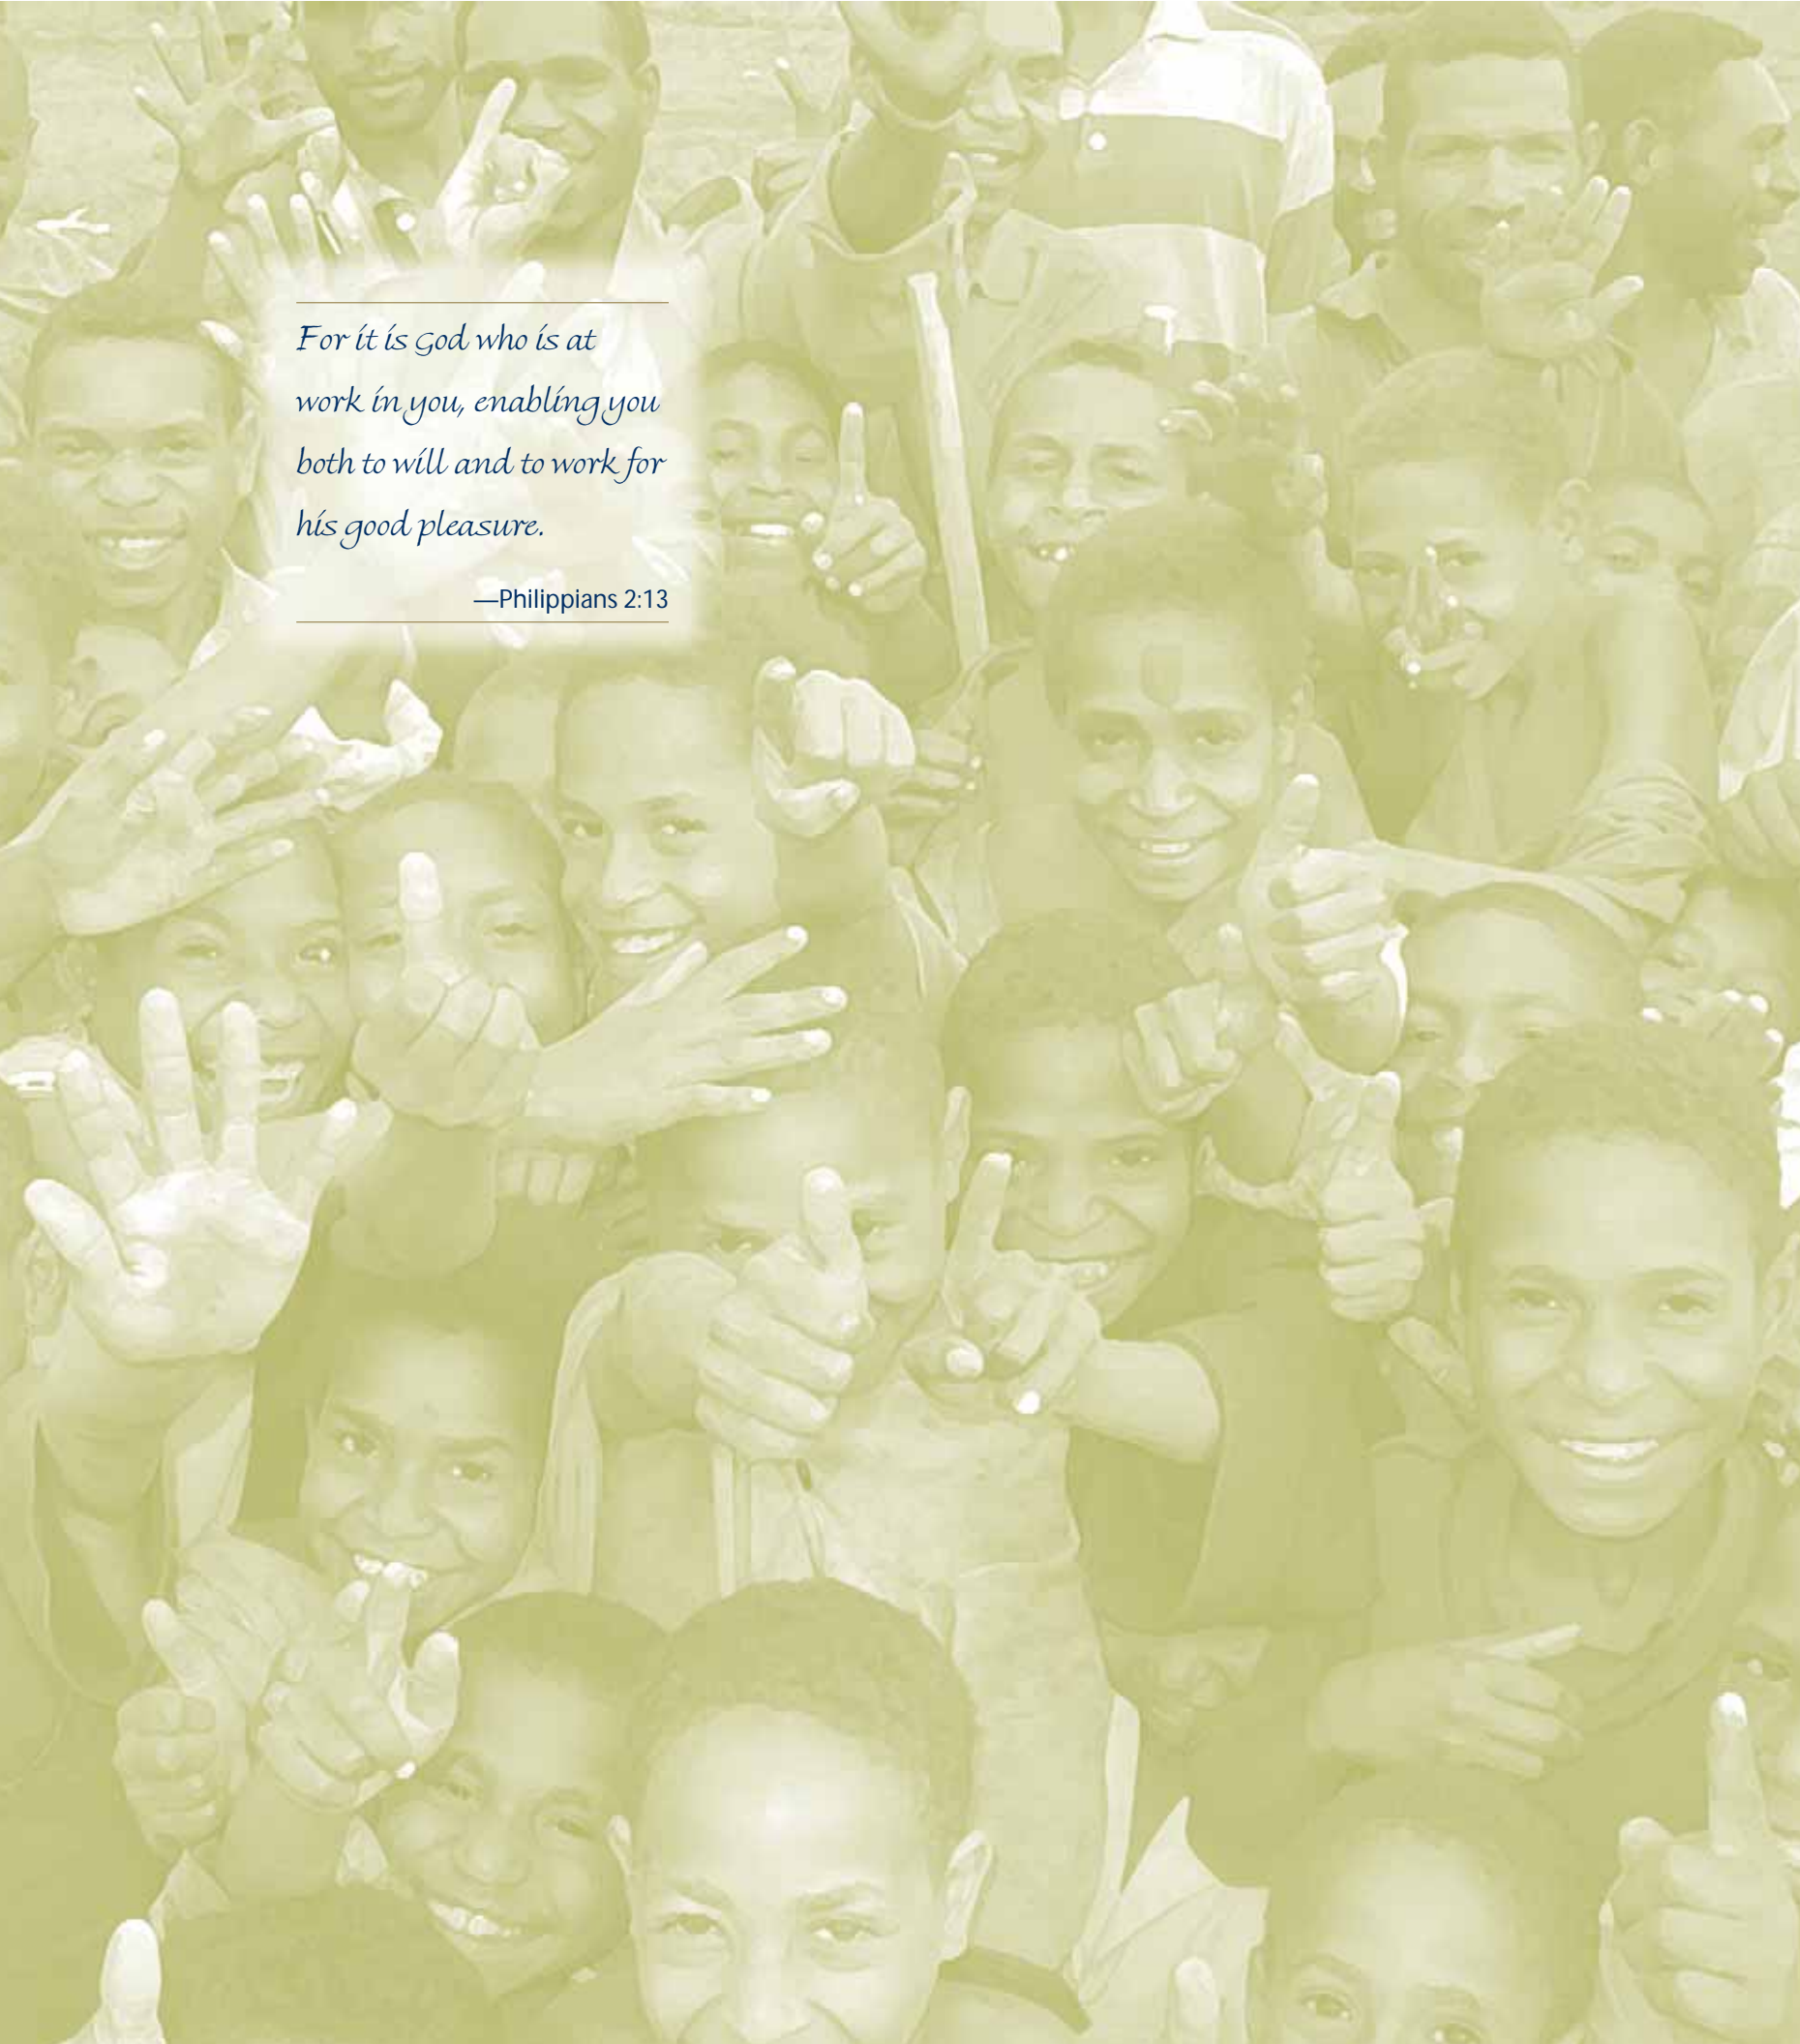 For it is God who is at
work in you, enabling you
both to will and to work for
his good pleasure.
—Philippians 2:13